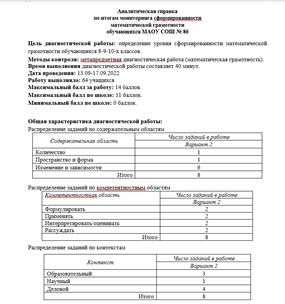 Аналитическая справка
по итогам мониторинга сформированности
математической грамотности
обучающихся МАОУ СОШ № 86
Цель диагностической работы: определение уровня сформированности математической
грамотности обучающихся 8-9-10-х классов.
Методы контроля: метапредметная диагностическая работа (математическая грамотность).
Время выполнения диагностической работы составляет 40 минут.
Дата проведения: 13.09-17.09.2022
Работу выполнило: 64 учащихся
Максимальный балл за работу: 14 баллов.
Максимальный балл по школе: 11 баллов.
Минимальный балл по школе: 0 баллов.
Общая характеристика диагностической работы:
Распределение заданий по содержательным областям
Содержательная область Число заданий в работе
Вариант 2
Количество 1
Пространство и форма 1
Изменение и зависимости 6
Итого 8
Распределение заданий по компетентностным областям
Компетентностная область Число заданий в работе
Вариант 2
Формулировать 2
Применять 2
Интерпретировать/оценивать 2
Рассуждать 2
Итого 8
Распределение заданий по контекстам
Контекст Число заданий в работе
Вариант 2
Образовательный 3
Научный 1
Деловой 4
Итого 8